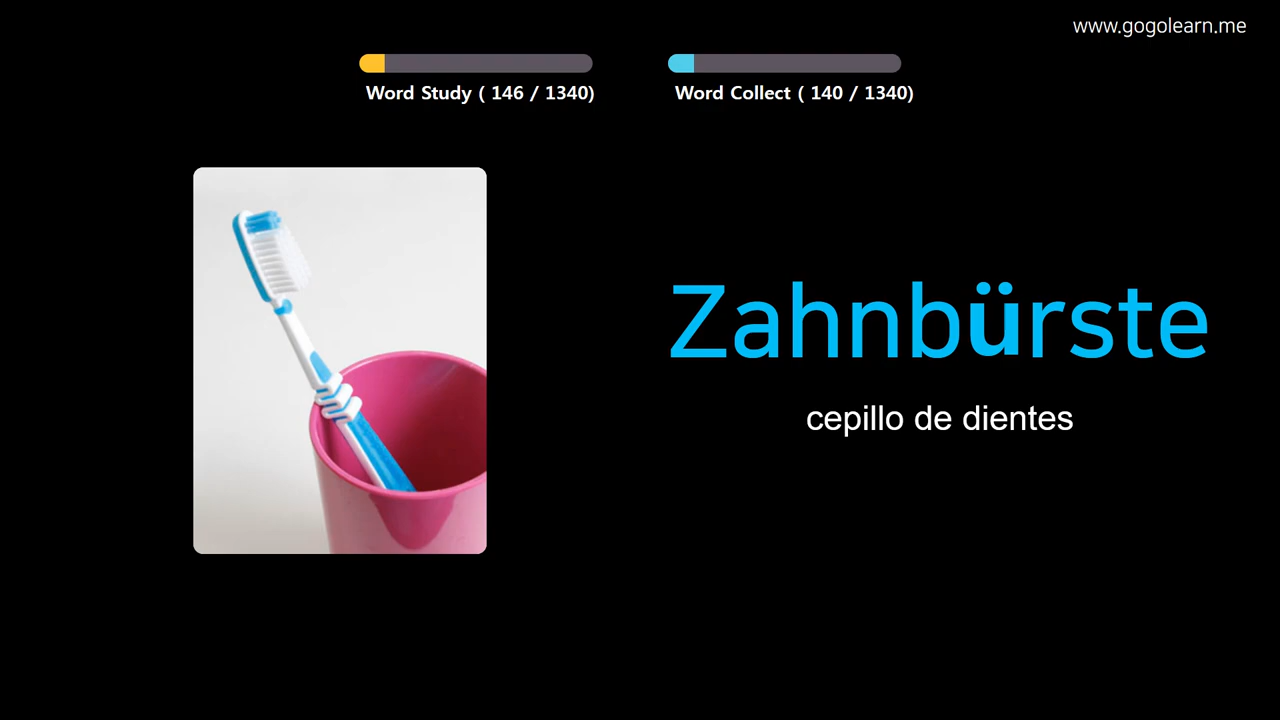 www.gogolearn.me
Word Study ( 146 / 1340)
Word Collect ( 140 / 1340)
Zahnbürste
cepillo de dientes